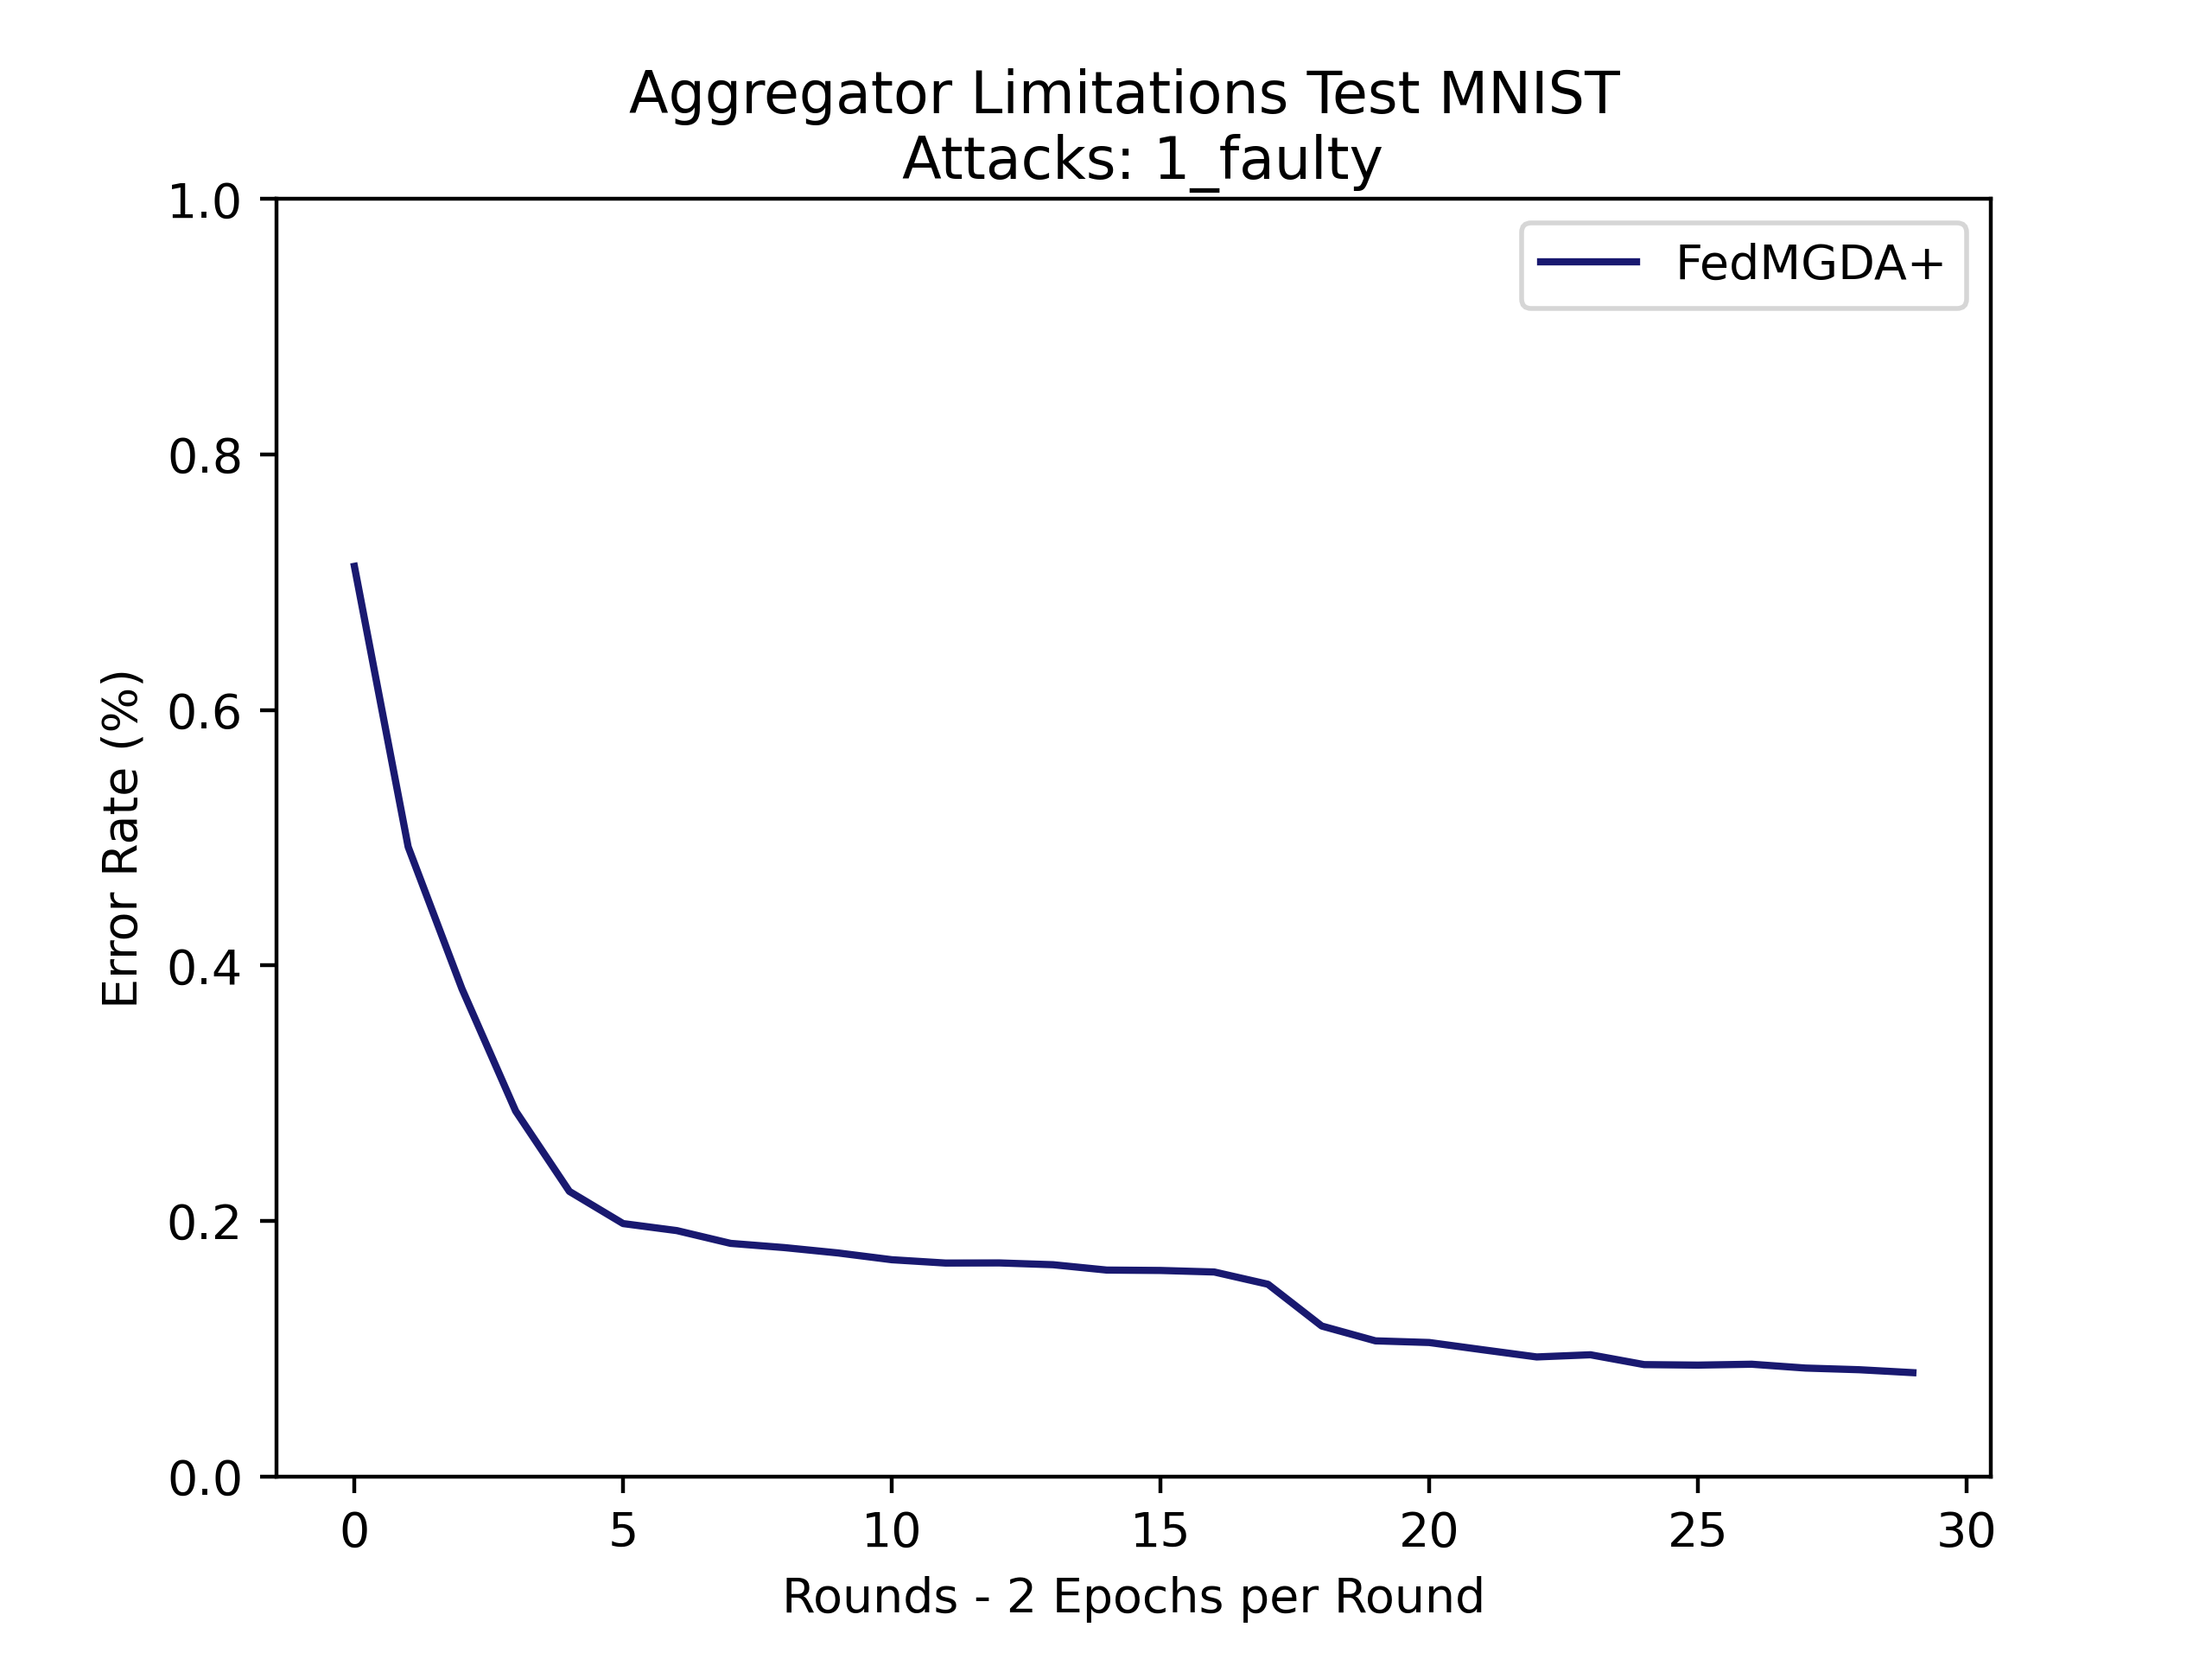 Aggregator Limitations Test MNIST
Attacks: 1_faulty
FedMGDA+
Error Rate (%)
1.0
0.8
0.6
0.4
0.2
0.0
0 5 10 15 20 25 30
Rounds - 2 Epochs per Round